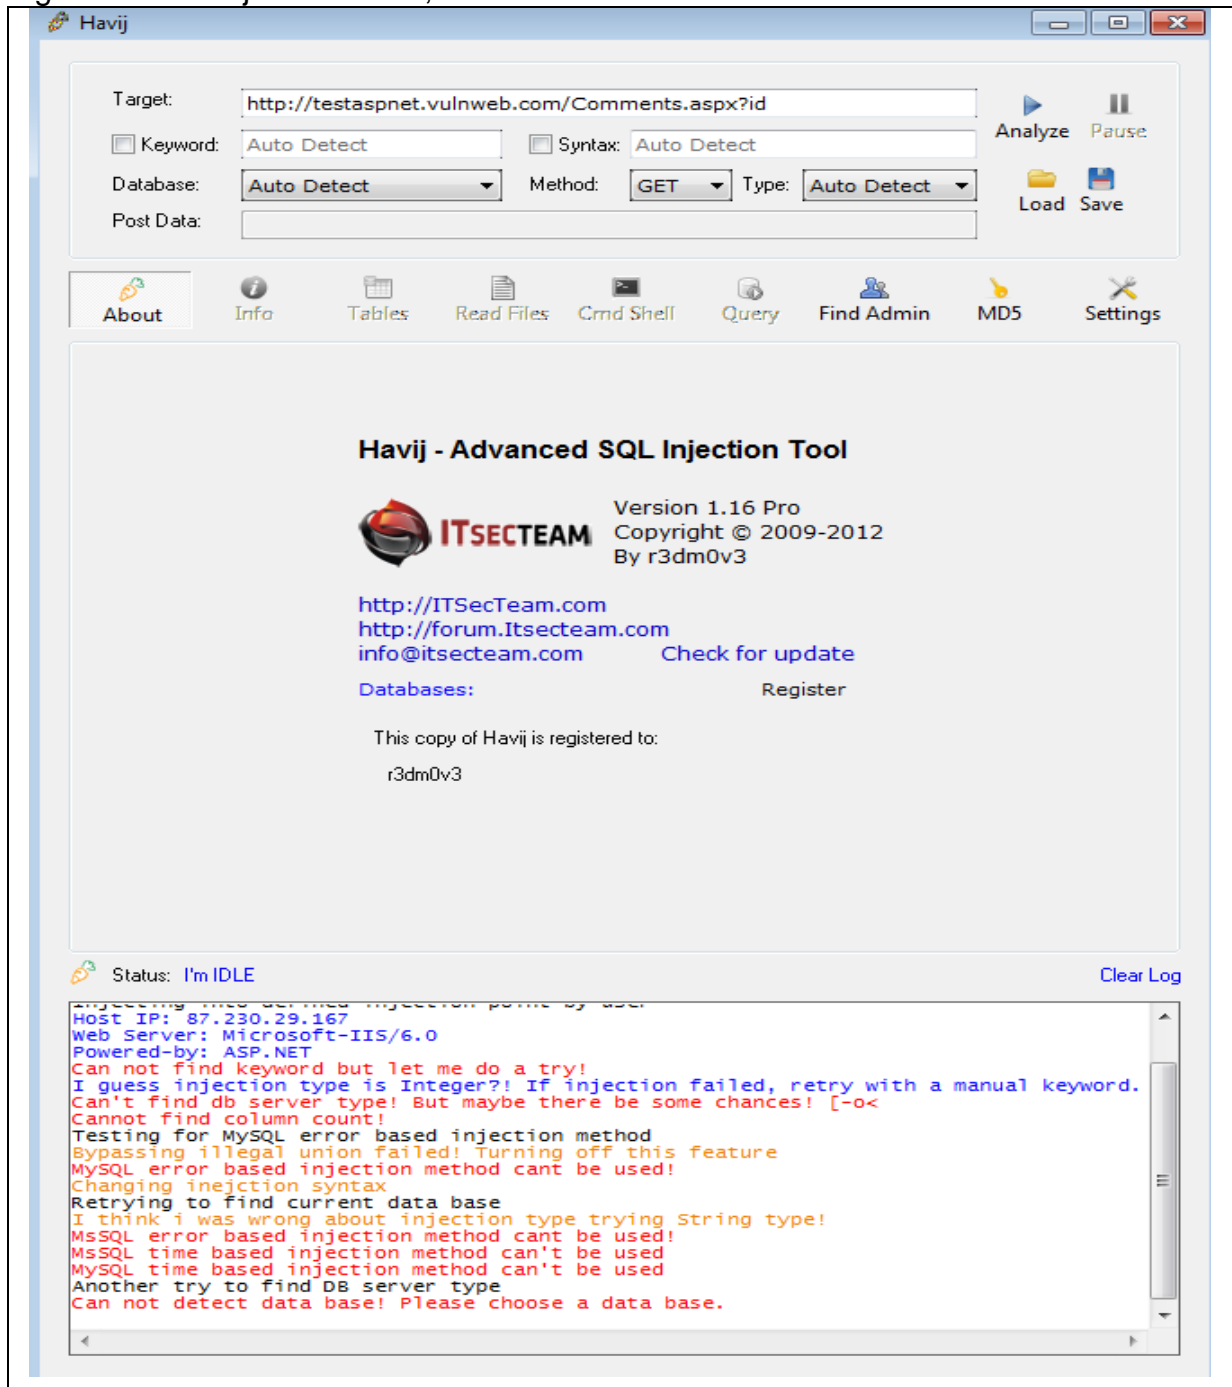 Havij
Target: http://testaspnet.vulnweb.com/Comments.aspx?id
Analyze Pause
Keyword: Auto Detect Syntax: Auto Detect
Database: Auto Detect Method: GET Type: Auto Detect
Load Save
Post Data:
About Info Tables Read Files Cmd Shell Query Find Admin MD5 Settings
Havij - Advanced SQL Injection Tool
ITSECTEAM
Version 1.16 Pro
Copyright © 2009-2012
By r3dm0v3
http://ITSecTeam.com
http://forum.Itsecteam.com
info@itsecteam.com Check for update
Databases: Register
This copy of Havij is registered to:
r3dm0v3
Status: I'm IDLE Clear Log
Injecting into defined injection point by user
Host IP: 87.230.29.167
Web Server: Microsoft-IIS/6.0
Powered-by: ASP.NET
Can not find keyword but let me do a try!
I guess injection type is Integer?! If injection failed, retry with a manual keyword.
Can't find db server type! But maybe there be some chances! [-o<
Cannot find column count!
Testing for MySQL error based injection method
Bypassing illegal union failed! Turning off this feature
MySQL error based injection method cant be used!
Changing inejction syntax
Retrying to find current data base
I think i was wrong about injection type trying String type!
MsSQL error based injection method cant be used!
MsSQL time based injection method can't be used
MySQL time based injection method can't be used
Another try to find DB server type
Can not detect data base! Please choose a data base.